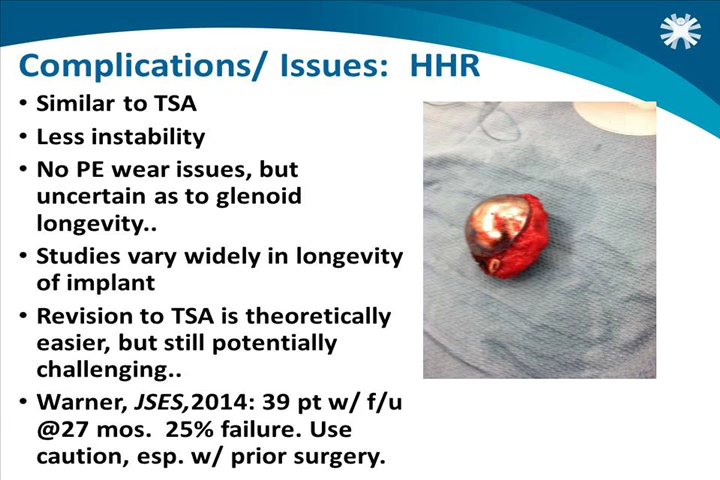 Complications/ Issues:  HHR
• Similar to TSA
• Less instability
• No PE wear issues, but
uncertain as to glenoid
longevity..
• Studies vary widely in longevity
of implant
• Revision to TSA is theoretically
easier, but still potentially
challenging..
• Warner, JSES,2014: 39 pt w/ f/u
@27 mos.  25% failure. Use
caution, esp. w/ prior surgery.